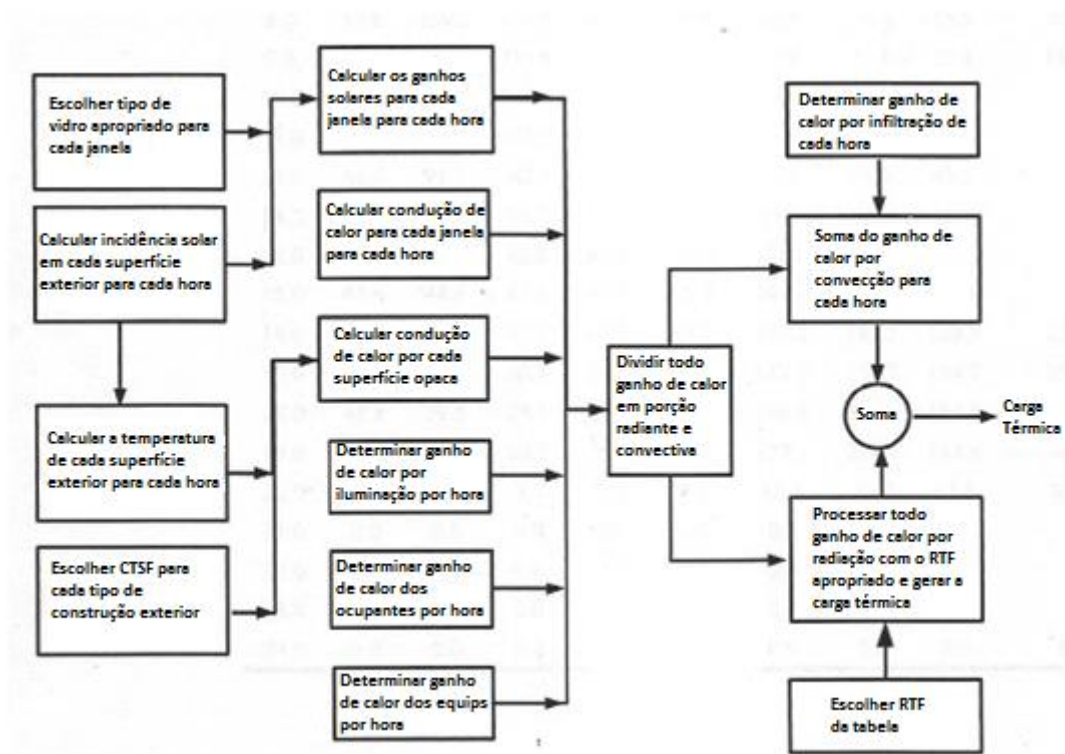 Escolher tipo de
vidro apropriado para
cada janela
Calcular incidência solar
em cada superfície
exterior para cada hora
Calcular a temperatura
de cada superfície
exterior para cada hora
Escolher CTSF para
cada tipo de
construção exterior
Calcular os ganhos
solares para cada
janela para cada hora
Calcular condução de
calor para cada janela
para cada hora
Calcular condução
de calor por cada
superfície opaca
Determinar ganho
de calor por
iluminação por hora
Determinar ganho
de calor dos
ocupantes por hora
Determinar ganho
de calor dos equips
por hora
Dividir todo
ganho de calor
em porção
radiante e
convectiva
Determinar ganho de
calor por infiltração de
cada hora
Soma do ganho de
calor por
convecção para
cada hora
Soma
Carga
Térmica
Processar todo
ganho de calor por
radiação com o RTF
apropriado e gerar a
carga térmica
Escolher RTF
da tabela